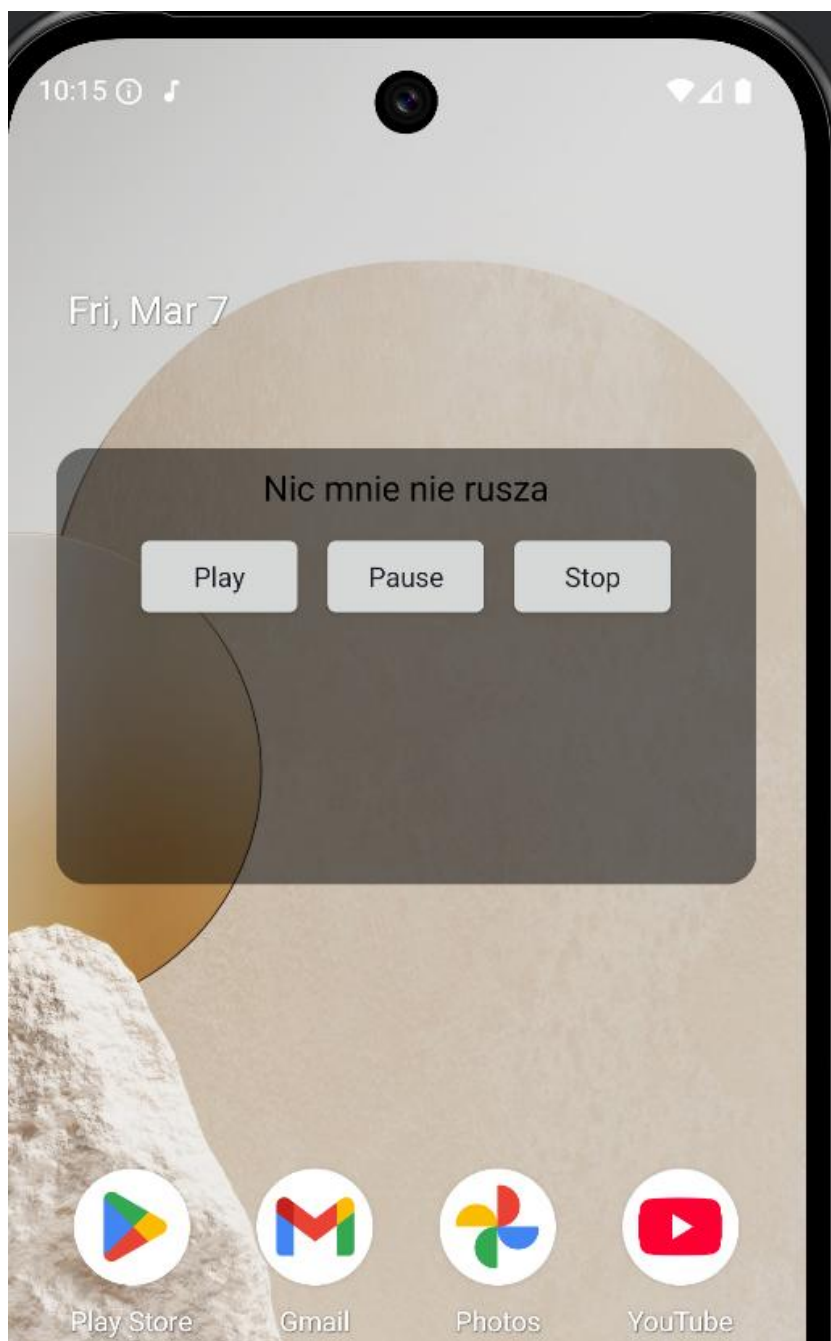 10:15
Fri, Mar 7
Nic mnie nie rusza
Play Pause Stop
Play Store Gmail Photos YouTube